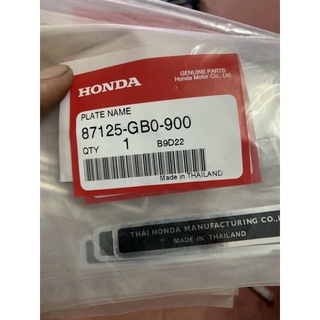 HONDA
GENUINE PARTS
Honda Motor Co., Ltd.
PLATE NAME
87125-GB0-900
QTY 1 B9D22
Made in THAILAND
THAI HONDA MANUFACTURING CO.,L
MADE IN THAILAND